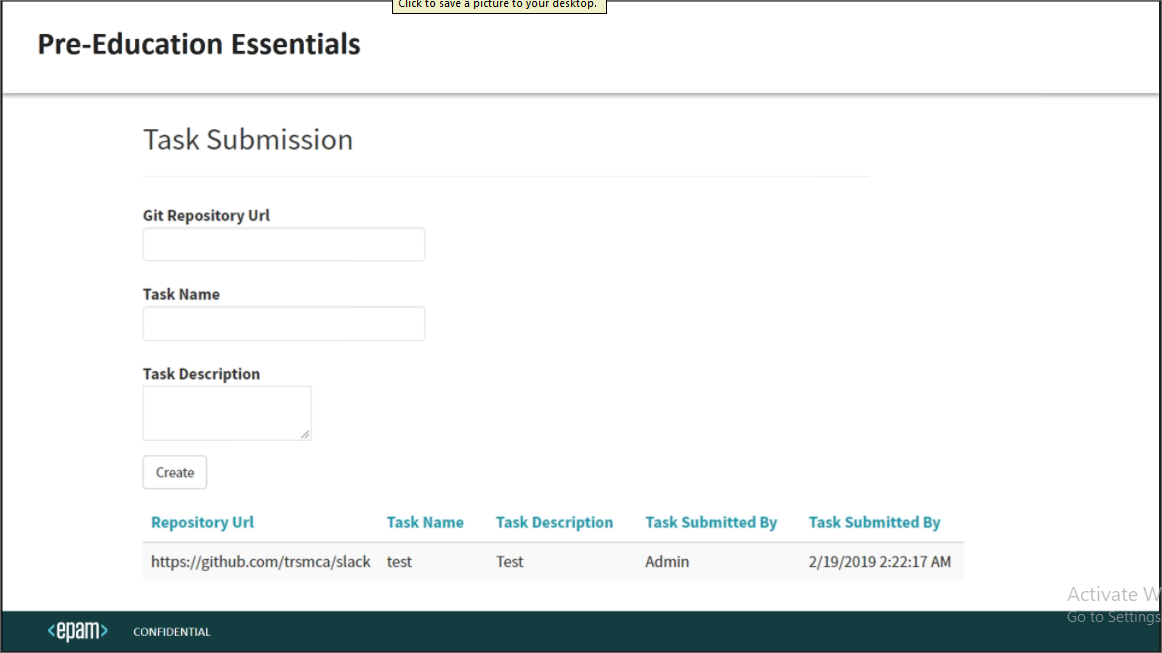 Click to save a picture to your desktop.
Pre-Education Essentials
Task Submission
Git Repository Url
Task Name
Task Description
Create
Repository Url Task Name Task Description Task Submitted By Task Submitted By
https://github.com/trsmca/slack test Test Admin 2/19/2019 2:22:17 AM
Activate W
Go to Settings
<epam> CONFIDENTIAL